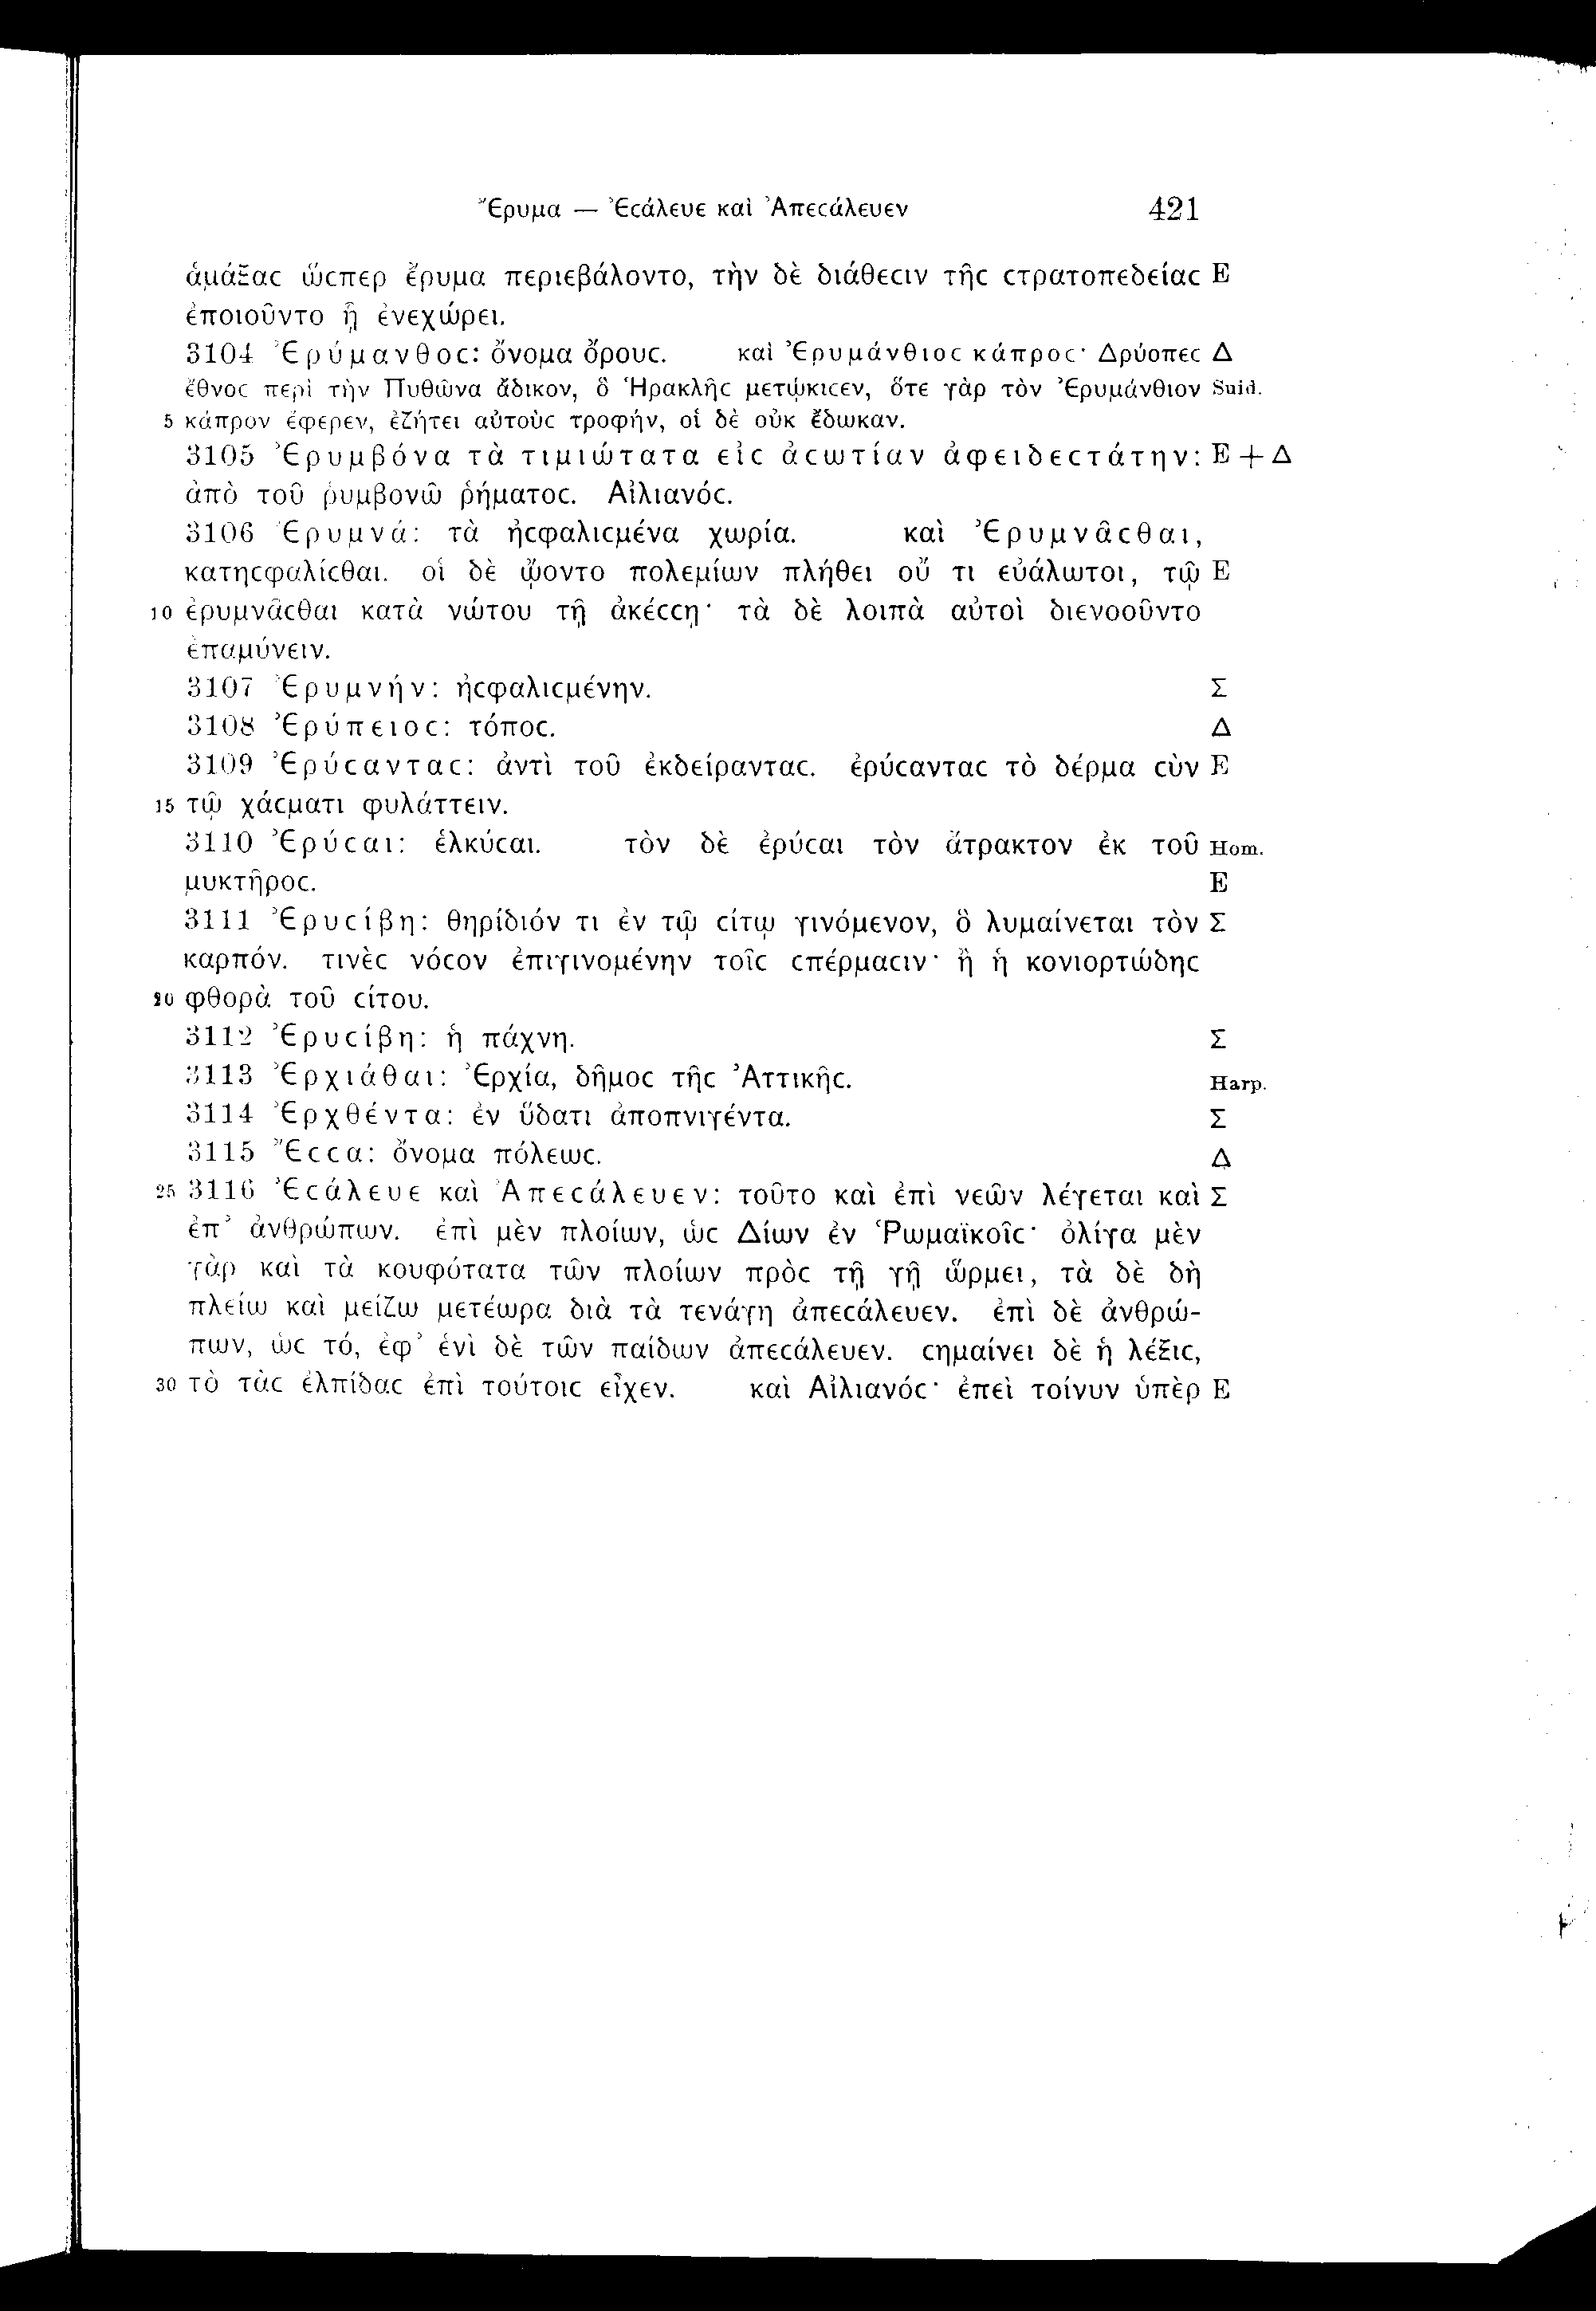 Ἔρυμα — Ἐϲάλευε καὶ Ἀπεϲάλευεν 421
ἁμάξαϲ ὥϲπερ ἔρυμα περιεβάλοντο, τὴν δὲ διάθεϲιν τῆϲ ϲτρατοπεδείαϲ E
ἐποιοῦντο ᾗ ἐνεχώρει.
3104 Ἐρύμανθοϲ: ὄνομα ὄρουϲ. καὶ Ἐρυμάνθιοϲ κάπροϲ· Δρύοπεϲ Δ
ἔθνοϲ περὶ τὴν Πυθῶνα ἄδικον, ὃ Ἡρακλῆϲ μετῴκιϲεν, ὅτε γὰρ τὸν Ἐρυμάνθιον Suid.
5 κάπρον ἔφερεν, ἐζήτει αὐτοὺϲ τροφήν, οἱ δὲ οὐκ ἔδωκαν.
3105 Ἐρυμβόνα τὰ τιμιώτατα εἰϲ ἀϲωτίαν ἀφειδεϲτάτην: E + Δ
ἀπὸ τοῦ ῥυμβονῶ ῥήματοϲ. Αἰλιανόϲ.
3106 Ἐρυμνά: τὰ ἠϲφαλιϲμένα χωρία. καὶ Ἐρυμνᾶϲθαι,
κατηϲφαλίϲθαι. οἱ δὲ ᾤοντο πολεμίων πλήθει οὔ τι εὐάλωτοι, τῷ E
10 ἐρυμνᾶϲθαι κατὰ νώτου τῇ ἀκέϲϲῃ· τὰ δὲ λοιπὰ αὐτοὶ διενοοῦντο
ἐπαμύνειν.
3107 Ἐρυμνήν: ἠϲφαλιϲμένην. Σ
3108 Ἐρύπειοϲ: τόποϲ. Δ
3109 Ἐρύϲανταϲ: ἀντὶ τοῦ ἐκδείρανταϲ. ἐρύϲανταϲ τὸ δέρμα ϲὺν E
15 τῷ χάϲματι φυλάττειν.
3110 Ἐρύϲαι: ἑλκύϲαι. τὸν δὲ ἐρύϲαι τὸν ἄτρακτον ἐκ τοῦ Hom.
μυκτῆροϲ. E
3111 Ἐρυϲίβη: θηρίδιόν τι ἐν τῷ ϲίτῳ γινόμενον, ὃ λυμαίνεται τὸν Σ
καρπόν. τινὲϲ νόϲον ἐπιγινομένην τοῖϲ ϲπέρμαϲιν· ἢ ἡ κονιορτώδηϲ
20 φθορὰ τοῦ ϲίτου.
3112 Ἐρυϲίβη: ἡ πάχνη. Σ
3113 Ἐρχιάθαι: Ἐρχία, δῆμοϲ τῆϲ Ἀττικῆϲ. Harp.
3114 Ἐρχθέντα: ἐν ὕδατι ἀποπνιγέντα. Σ
3115 Ἔϲϲα: ὄνομα πόλεωϲ. Δ
25 3116 Ἐϲάλευε καὶ Ἀπεϲάλευεν: τοῦτο καὶ ἐπὶ νεῶν λέγεται καὶ Σ
ἐπ’ ἀνθρώπων. ἐπὶ μὲν πλοίων, ὡϲ Δίων ἐν Ῥωμαϊκοῖϲ· ὀλίγα μὲν
γὰρ καὶ τὰ κουφότατα τῶν πλοίων πρὸϲ τῇ γῇ ὥρμει, τὰ δὲ δὴ
πλείω καὶ μείζω μετέωρα διὰ τὰ τενάγη ἀπεϲάλευεν. ἐπὶ δὲ ἀνθρώ-
πων, ὡϲ τό, ἐφ’ ἑνὶ δὲ τῶν παίδων ἀπεϲάλευεν. ϲημαίνει δὲ ἡ λέξιϲ,
30 τὸ τὰϲ ἐλπίδαϲ ἐπὶ τούτοιϲ εἶχεν. καὶ Αἰλιανόϲ· ἐπεὶ τοίνυν ὑπὲρ E